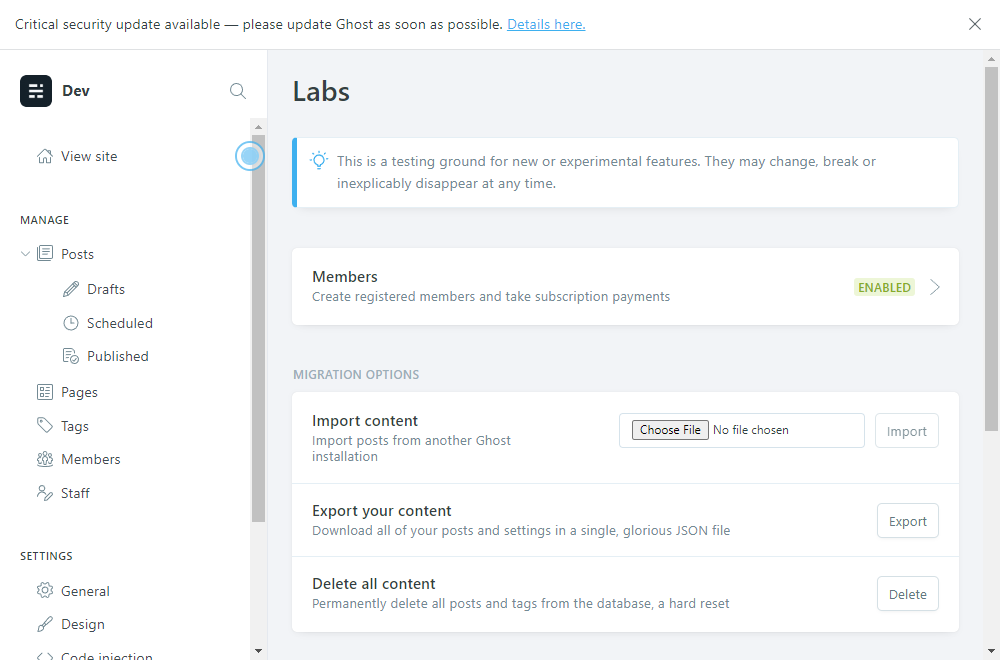 Critical security update available — please update Ghost as soon as possible. Details here.
Dev
View site
MANAGE
Posts
Drafts
Scheduled
Published
Pages
Tags
Members
Staff
SETTINGS
General
Design
Code injection
Labs
This is a testing ground for new or experimental features. They may change, break or
inexplicably disappear at any time.
Members
Create registered members and take subscription payments
ENABLED
MIGRATION OPTIONS
Import content
Import posts from another Ghost
installation
Choose File No file chosen
Import
Export your content
Download all of your posts and settings in a single, glorious JSON file
Export
Delete all content
Permanently delete all posts and tags from the database, a hard reset
Delete